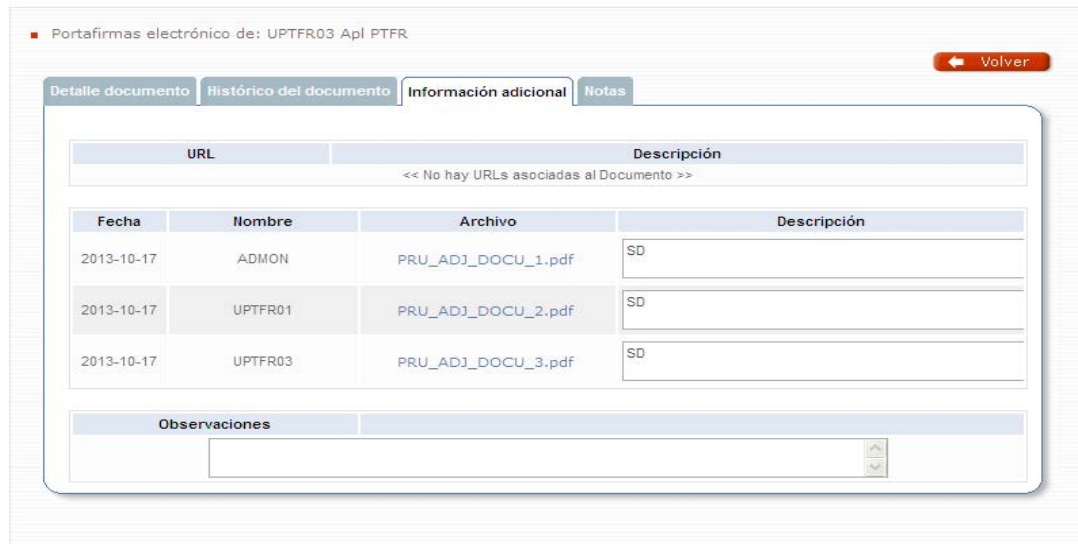 Portafirmas electrónico de: UPTFR03 Apl PTFR
Volver
Detalle documento Histórico del documento Información adicional Notas
URL Descripción
<< No hay URLs asociadas al Documento >>
Fecha Nombre Archivo Descripción
2013-10-17 ADMON PRU_ADJ_DOCU_1.pdf SD
2013-10-17 UPTFR01 PRU_ADJ_DOCU_2.pdf SD
2013-10-17 UPTFR03 PRU_ADJ_DOCU_3.pdf SD
Observaciones